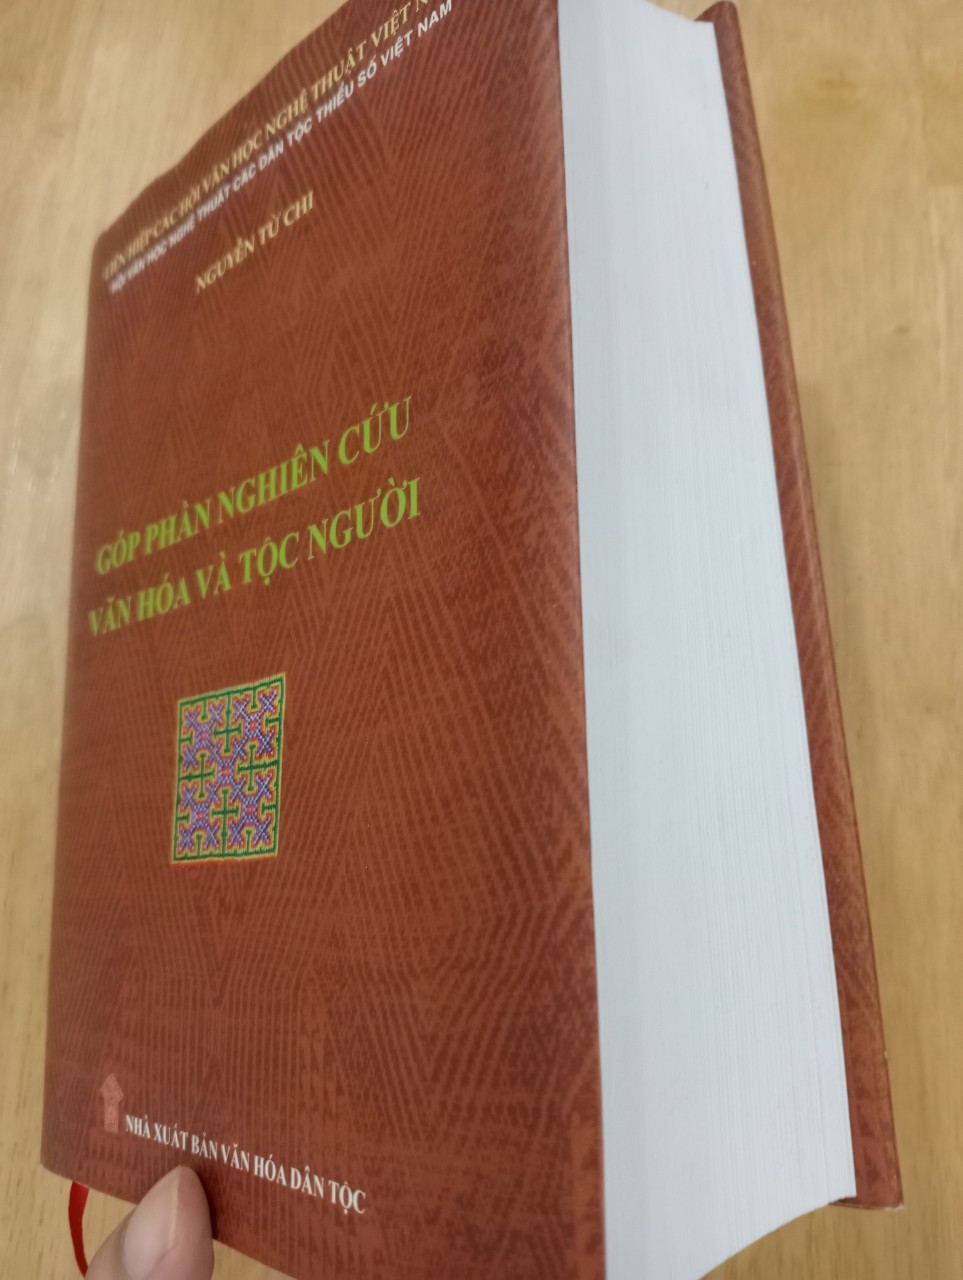 LIÊN HIỆP CÁC HỘI VĂN HỌC NGHỆ THUẬT VIỆT
HỘI VĂN HỌC NGHỆ THUẬT CÁC DÂN TỘC THIỂU SỐ VIỆT NAM
NGUYỄN TỪ CHI
GÓP PHẦN NGHIÊN CỨU
VĂN HÓA VÀ TỘC NGƯỜI
NHÀ XUẤT BẢN VĂN HÓA DÂN TỘC